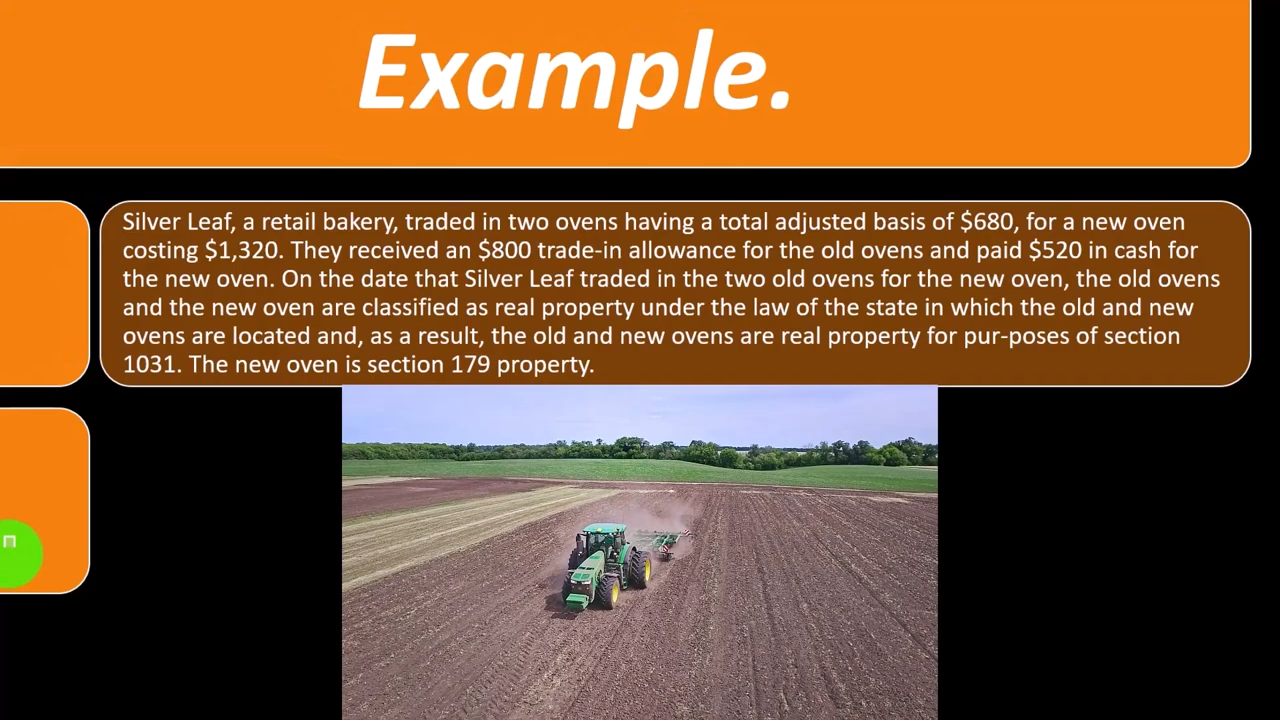 Example.
Silver Leaf, a retail bakery, traded in two ovens having a total adjusted basis of $680, for a new oven
costing $1,320. They received an $800 trade-in allowance for the old ovens and paid $520 in cash for
the new oven. On the date that Silver Leaf traded in the two old ovens for the new oven, the old ovens
and the new oven are classified as real property under the law of the state in which the old and new
ovens are located and, as a result, the old and new ovens are real property for pur-poses of section
1031. The new oven is section 179 property.